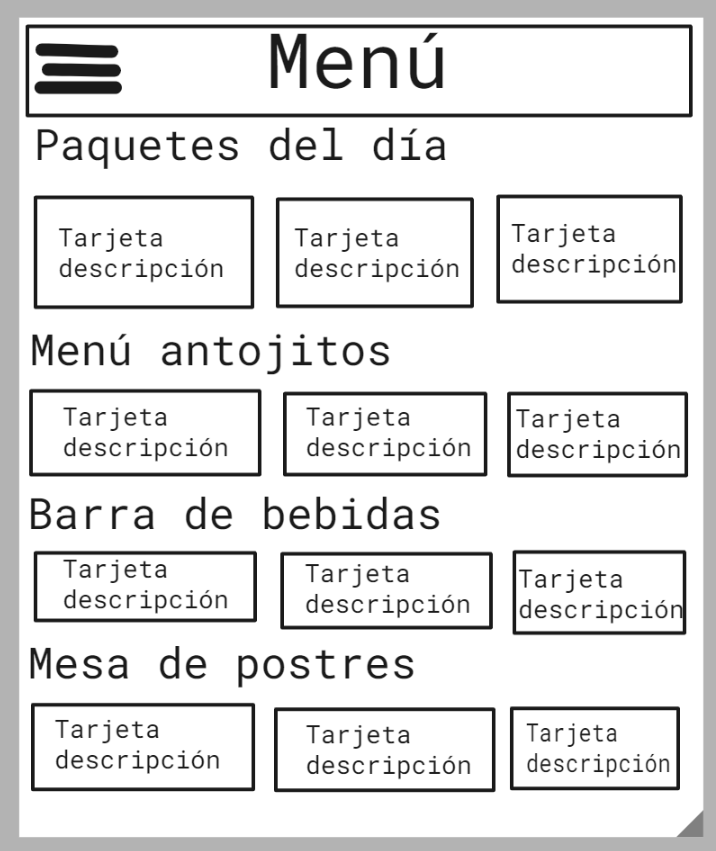 Menú
Paquetes del día
Tarjeta
descripción
Tarjeta
descripción
Tarjeta
descripción
Menú antojitos
Tarjeta
descripción
Tarjeta
descripción
Tarjeta
descripción
Barra de bebidas
Tarjeta
descripción
Tarjeta
descripción
Tarjeta
descripción
Mesa de postres
Tarjeta
descripción
Tarjeta
descripción
Tarjeta
descripción